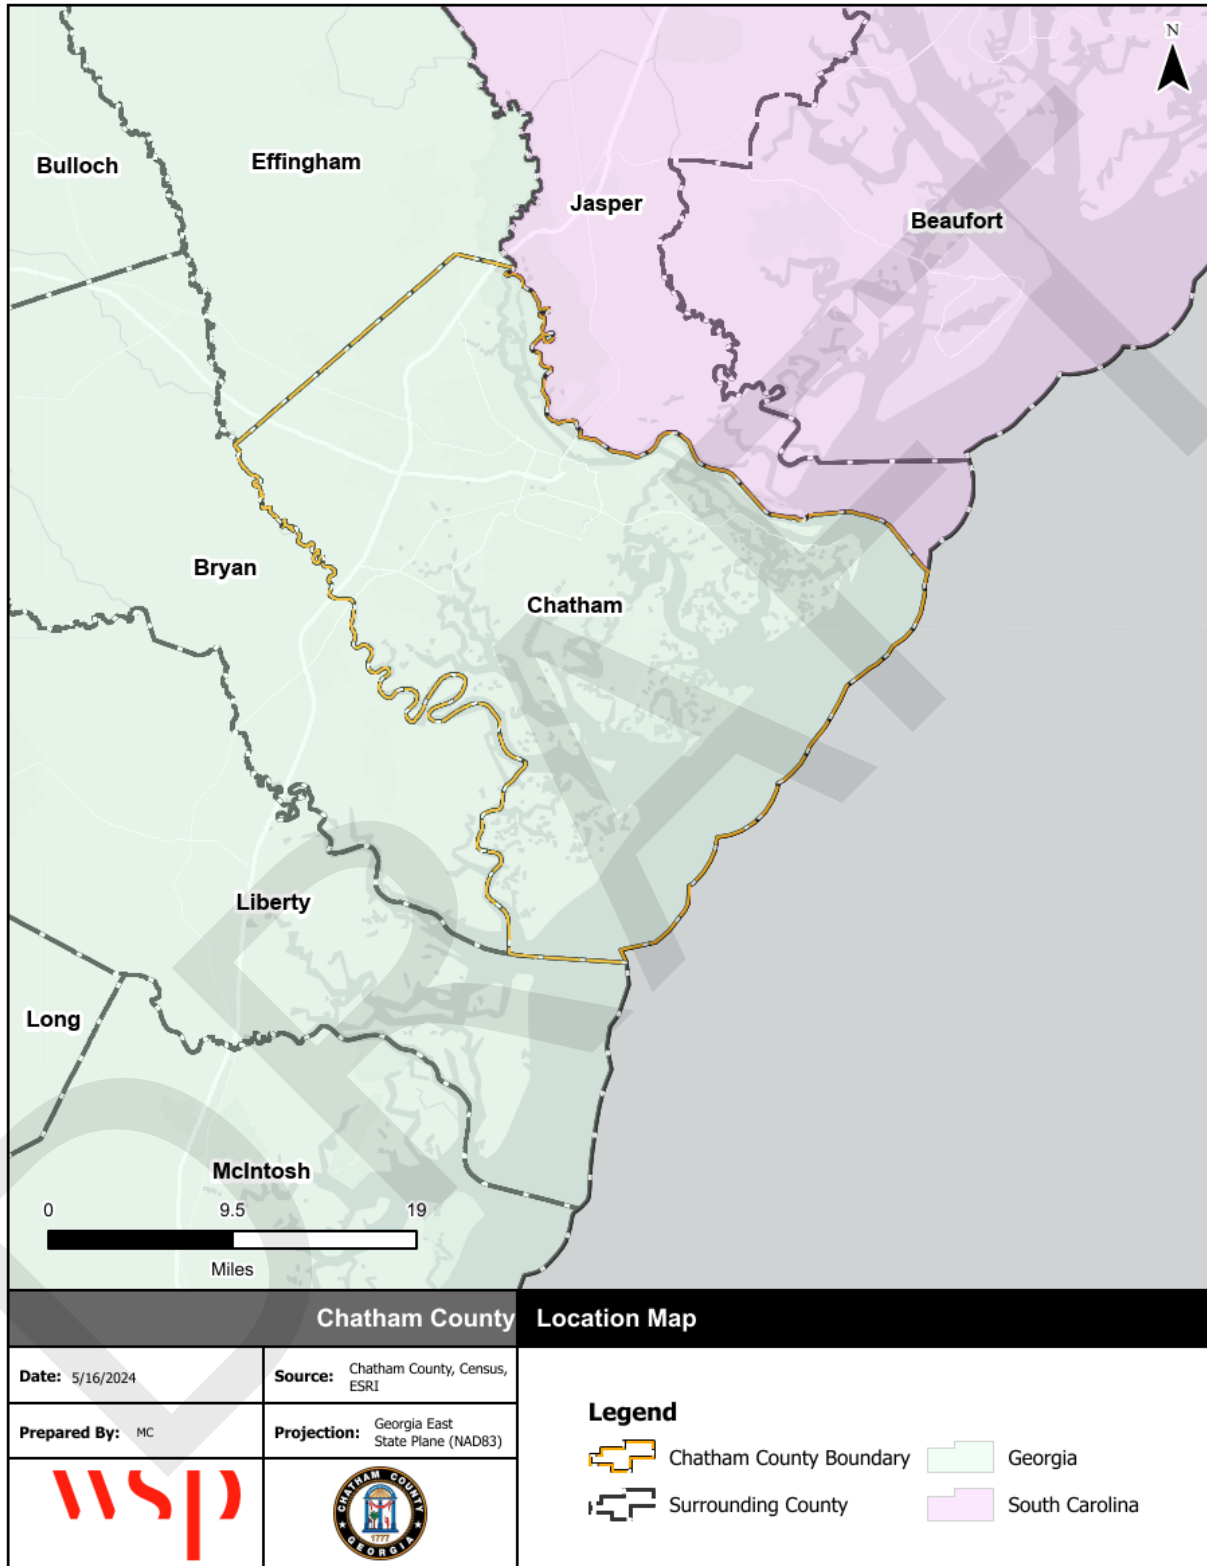 N
Bulloch
Effingham
Jasper
Beaufort
Bryan
Chatham
Liberty
Long
McIntosh
0 9.5 19
Miles
DRAFT
Chatham County Location Map
Date: 5/16/2024
Source: Chatham County, Census,
ESRI
Prepared By: MC
Projection: Georgia East
State Plane (NAD83)
wsp
CHATHAM COUNTY
1777
GEORGIA
Legend
Chatham County Boundary
Georgia
Surrounding County
South Carolina